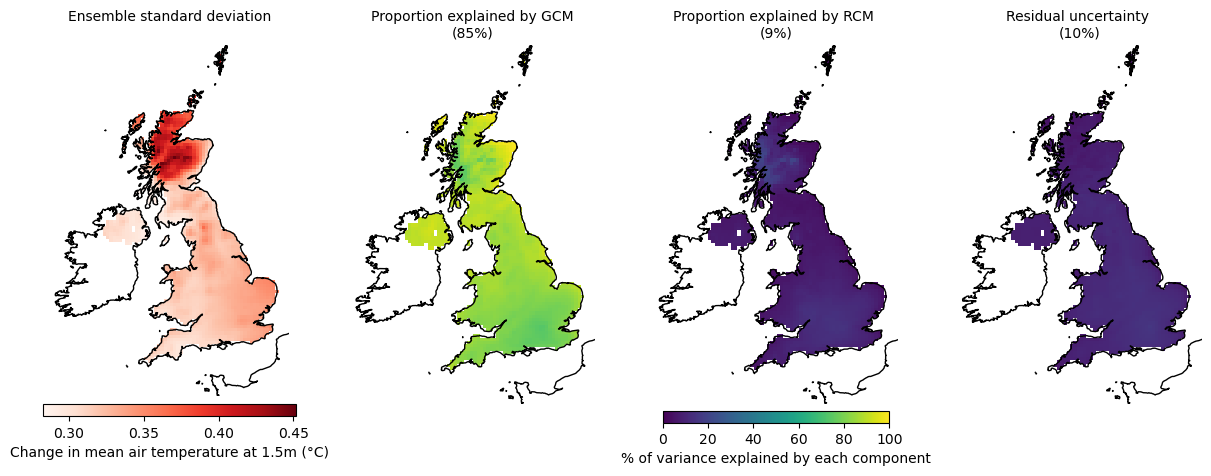 Ensemble standard deviation
Proportion explained by GCM
(85%)
Proportion explained by RCM
(9%)
Residual uncertainty
(10%)
0.30 0.35 0.40 0.45
Change in mean air temperature at 1.5m (°C)
0 20 40 60 80 100
% of variance explained by each component